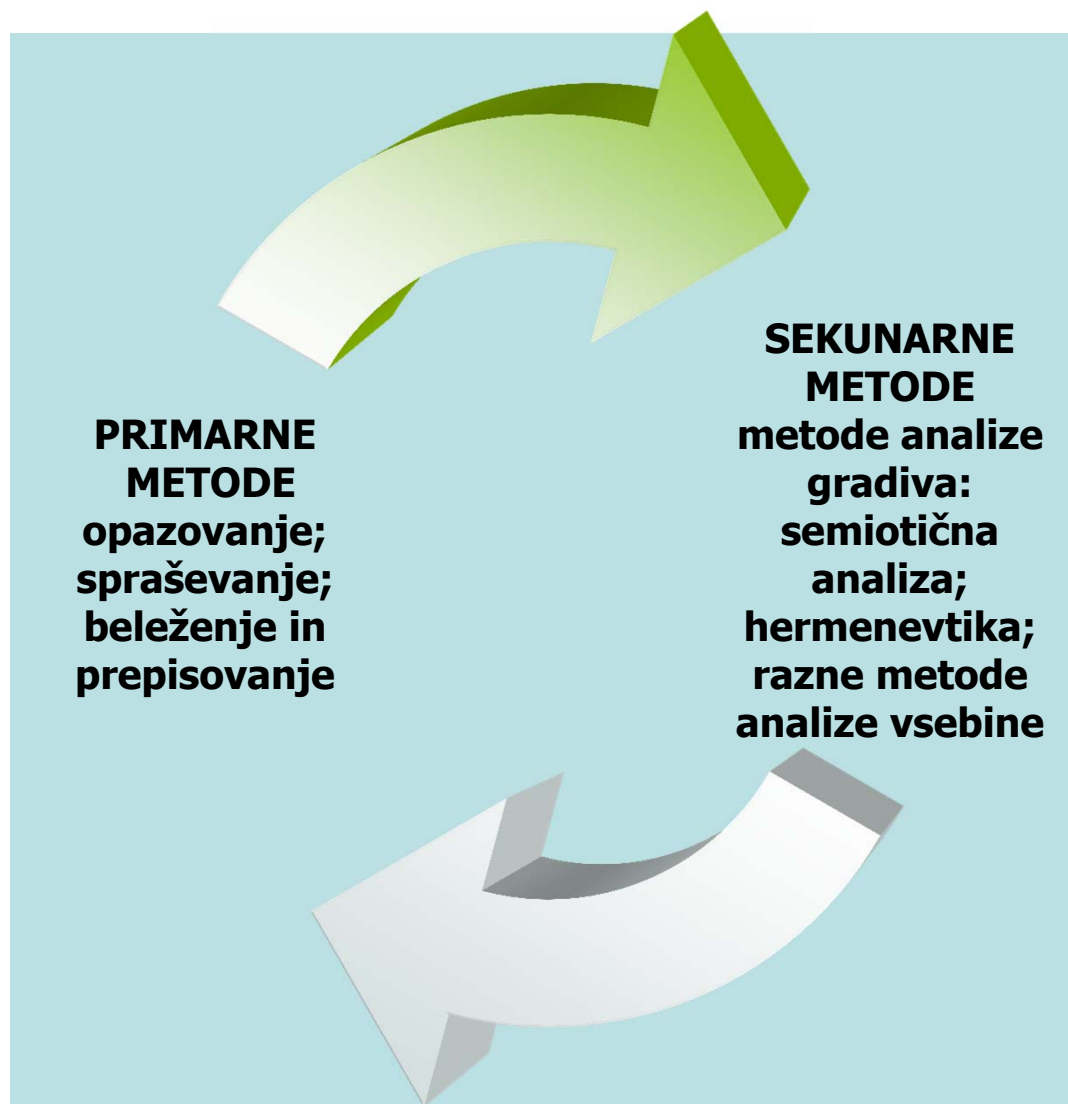 PRIMARNE
METODE
opazovanje;
spraševanje;
beleženje in
prepisovanje
SEKUNARNE
METODE
metode analize
gradiva:
semiotična
analiza;
hermenevtika;
razne metode
analize vsebine